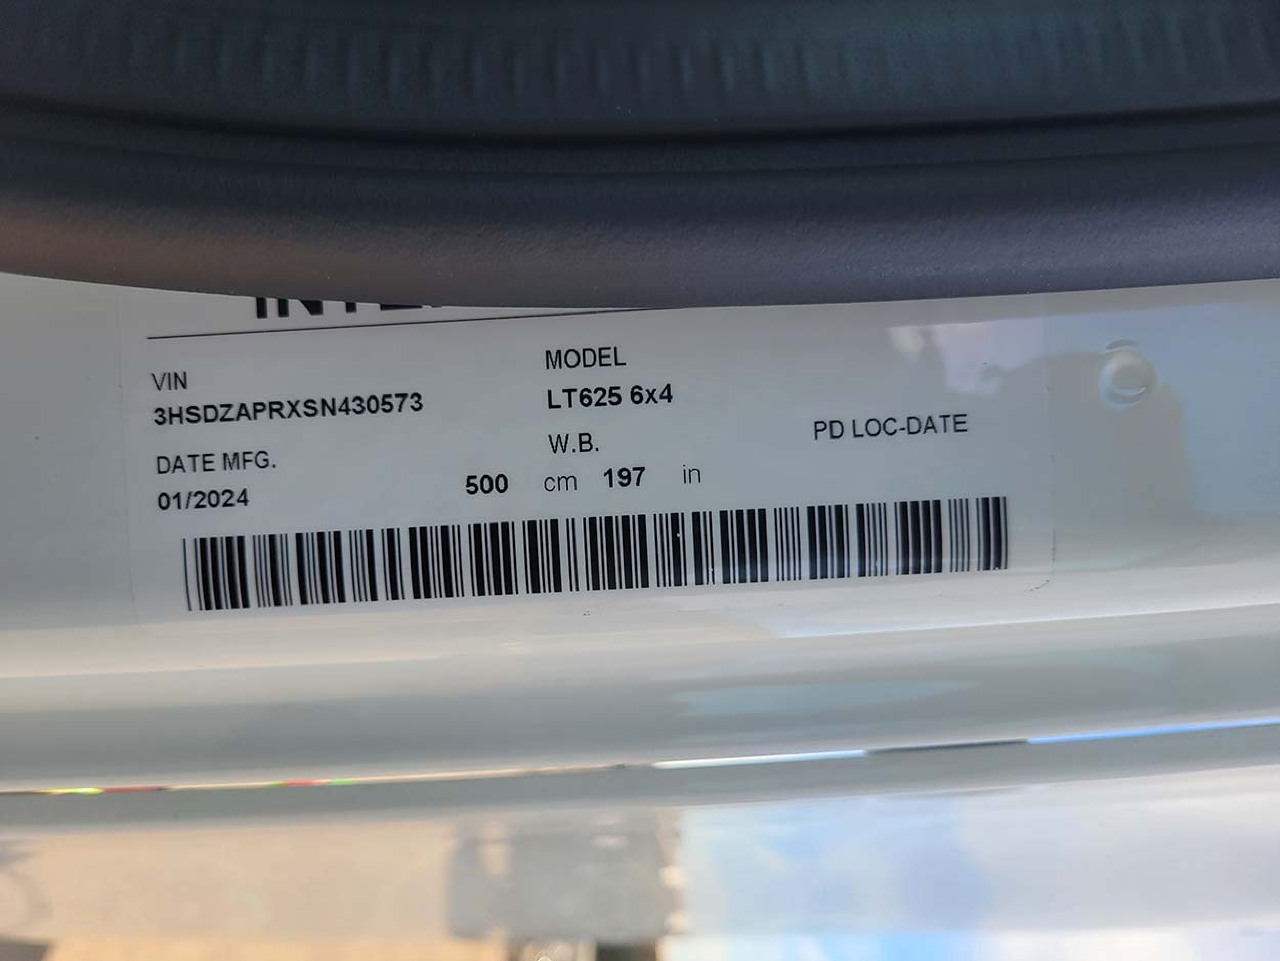 VIN
3HSDZAPRXSN430573
MODEL
LT625 6x4
DATE MFG.
01/2024
W.B.
500 cm 197 in
PD LOC-DATE